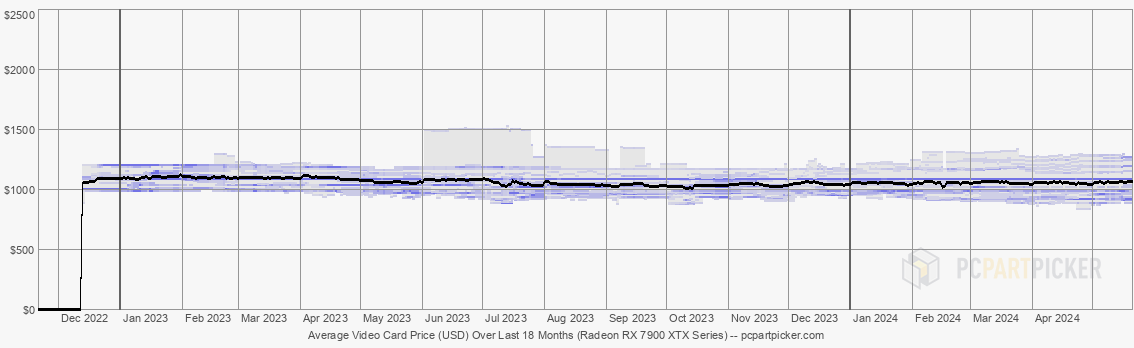 $2500
$2000
$1500
$1000
$500
$0
Dec 2022 Jan 2023 Feb 2023 Mar 2023 Apr 2023 May 2023 Jun 2023 Jul 2023 Aug 2023 Sep 2023 Oct 2023 Nov 2023 Dec 2023 Jan 2024 Feb 2024 Mar 2024 Apr 2024
PCPARTPICKER
Average Video Card Price (USD) Over Last 18 Months (Radeon RX 7900 XTX Series) -- pcpartpicker.com